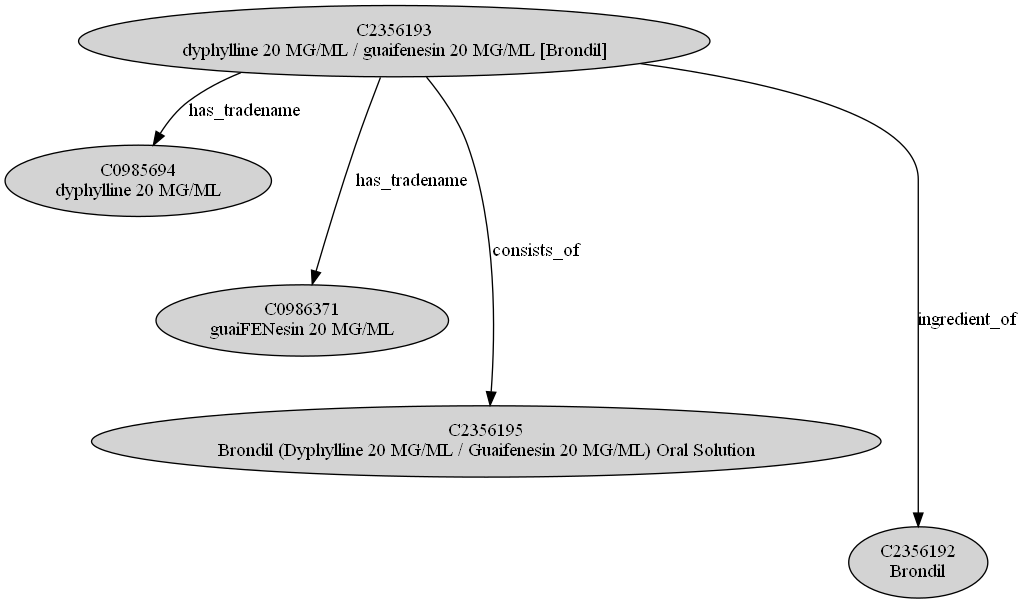 C2356193
dyphylline 20 MG/ML / guaifenesin 20 MG/ML [Brondil]
has_tradename
C0985694
dyphylline 20 MG/ML
has_tradename
consists_of
C0986371
guaiFENesin 20 MG/ML
ingredient_of
C2356195
Brondil (Dyphylline 20 MG/ML / Guaifenesin 20 MG/ML) Oral Solution
C2356192
Brondil